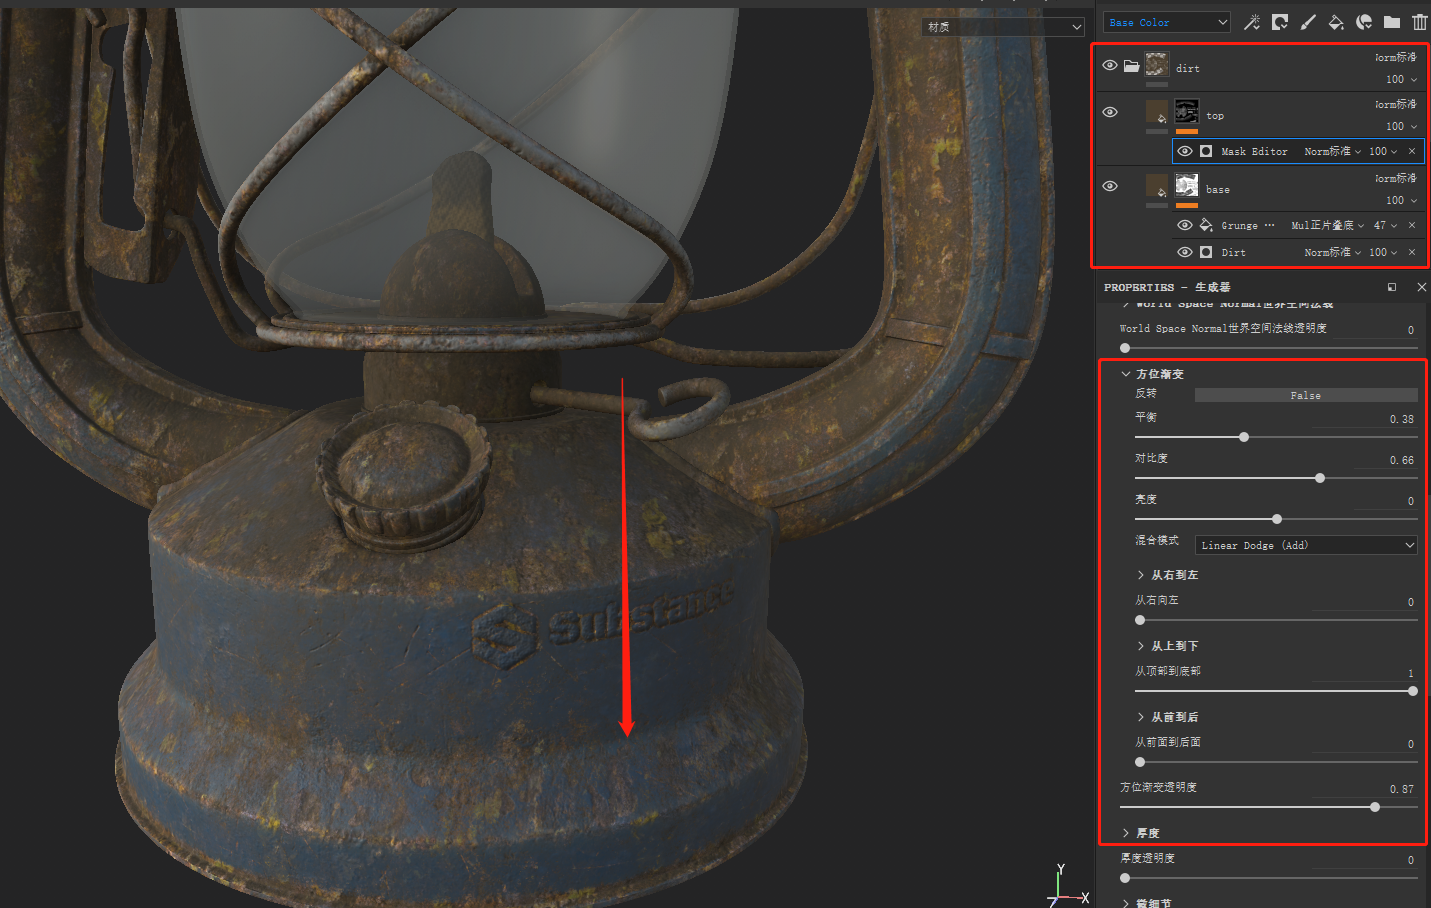 材质
Substance
Y
X
Base Color
dirt
Norm标准
100
top
Norm标准
100
Mask Editor Norm标准 100
base
Norm标准
100
Grunge ... Mul正片叠底 47
Dirt Norm标准 100
PROPERTIES - 生成器
World Space Normal世界空间法线
World Space Normal世界空间法线透明度 0
方位渐变
反转 False
平衡 0.38
对比度 0.66
亮度 0
混合模式 Linear Dodge (Add)
从右到左
从右向左 0
从上到下
从顶部到底部 1
从前到后
从前面到后面 0
方位渐变透明度 0.87
厚度
厚度透明度 0
微细节